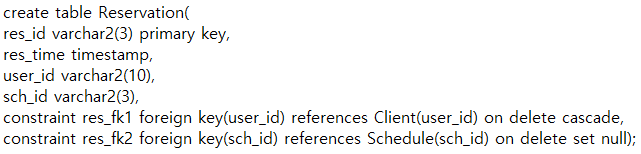 create table Reservation(
res_id varchar2(3) primary key,
res_time timestamp,
user_id varchar2(10),
sch_id varchar2(3),
constraint res_fk1 foreign key(user_id) references Client(user_id) on delete cascade,
constraint res_fk2 foreign key(sch_id) references Schedule(sch_id) on delete set null);